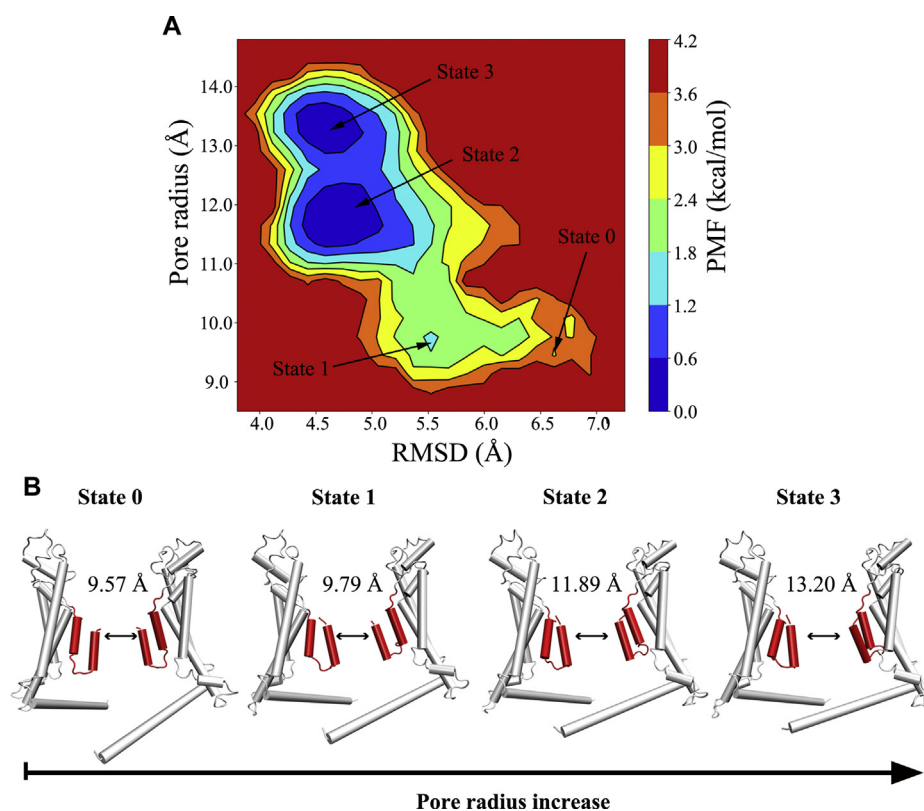 A
State 3
State 2
State 0
State 1
14.0
13.0
12.0
11.0
10.0
9.0
Pore radius (Å)
4.0 4.5 5.0 5.5 6.0 6.5 7.0
RMSD (Å)
4.2
3.6
3.0
2.4
1.8
1.2
0.6
0.0
PMF (kcal/mol)
B
State 0 State 1 State 2 State 3
9.57 Å 9.79 Å 11.89 Å 13.20 Å
Pore radius increase